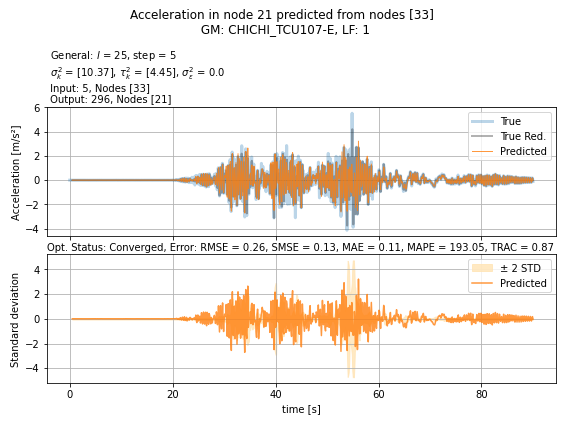 Acceleration in node 21 predicted from nodes [33]
GM: CHICHI_TCU107-E, LF: 1
General: l = 25, step = 5
σ²ₖ = [10.37], τ²ₖ = [4.45], σ²ₑ = 0.0
Input: 5, Nodes [33]
Output: 296, Nodes [21]
6
4
2
0
−2
−4
Acceleration [m/s²]
True
True Red.
Predicted
Opt. Status: Converged, Error: RMSE = 0.26, SMSE = 0.13, MAE = 0.11, MAPE = 193.05, TRAC = 0.87
4
2
0
−2
−4
Standard deviation
± 2 STD
Predicted
0 20 40 60 80
time [s]